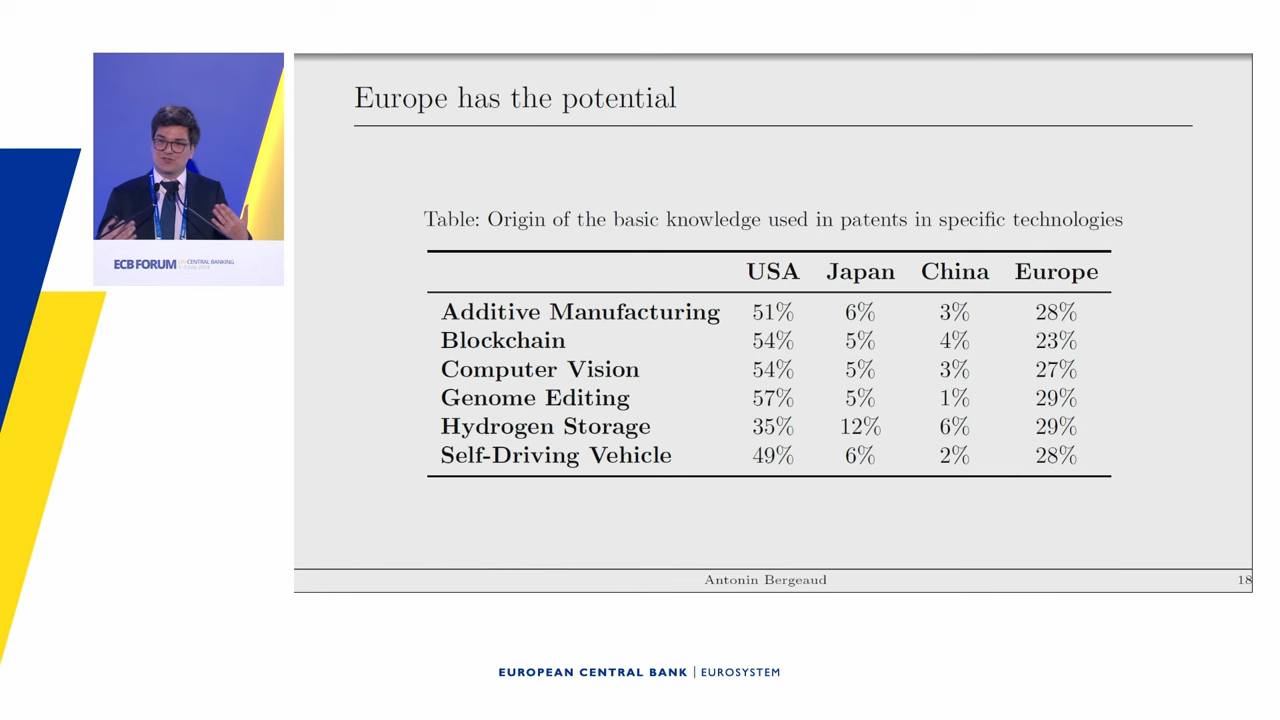 Europe has the potential
Table: Origin of the basic knowledge used in patents in specific technologies
USA Japan China Europe
Additive Manufacturing 51% 6% 3% 28%
Blockchain 54% 5% 4% 23%
Computer Vision 54% 5% 3% 27%
Genome Editing 57% 5% 1% 29%
Hydrogen Storage 35% 12% 6% 29%
Self-Driving Vehicle 49% 6% 2% 28%
Antonin Bergeaud 18
ECB FORUM ON CENTRAL BANKING
EUROPEAN CENTRAL BANK | EUROSYSTEM